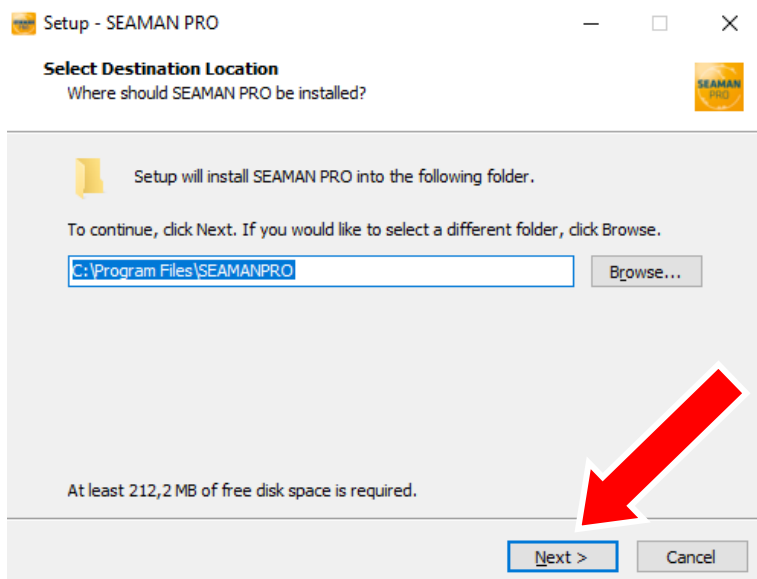 Setup - SEAMAN PRO
Select Destination Location
Where should SEAMAN PRO be installed?
SEAMAN
PRO
Setup will install SEAMAN PRO into the following folder.
To continue, click Next. If you would like to select a different folder, click Browse.
C:\Program Files\SEAMANPRO
Browse...
At least 212,2 MB of free disk space is required.
Next >
Cancel